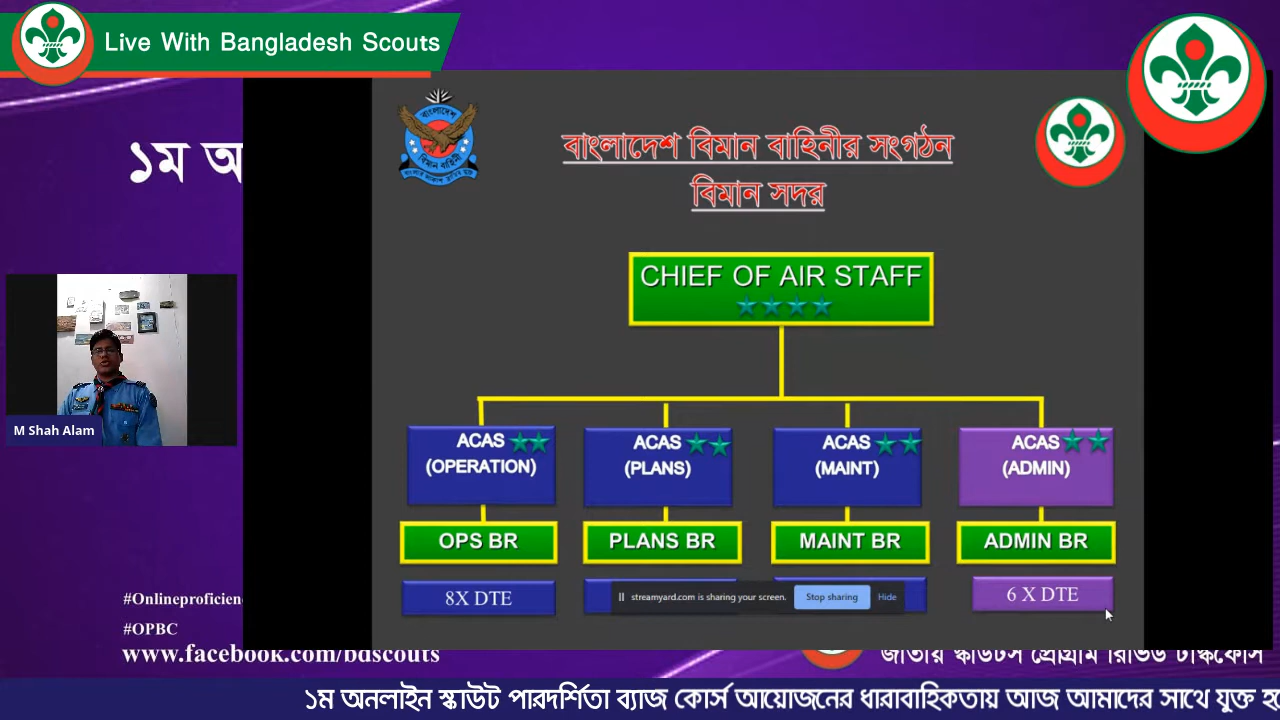 Live With Bangladesh Scouts
১ম অ
বাংলাদেশ
বিমান বাহিনী
বাংলাদেশ বিমান বাহিনীর সংগঠন
বিমান সদর
CHIEF OF AIR STAFF
ACAS
(OPERATION)
ACAS
(PLANS)
ACAS
(MAINT)
ACAS
(ADMIN)
OPS BR
PLANS BR
MAINT BR
ADMIN BR
8X DTE
6 X DTE
streamyard.com is sharing your screen.
Stop sharing
Hide
M Shah Alam
#Onlineproficien
#OPBC
www.facebook.com/bdscouts
জাতীয় স্কাউটস প্রোগ্রাম রিভিউ টাস্কফোর্স
১ম অনলাইন স্কাউট পারদর্শিতা ব্যাজ কোর্স আয়োজনের ধারাবাহিকতায় আজ আমাদের সাথে যুক্ত